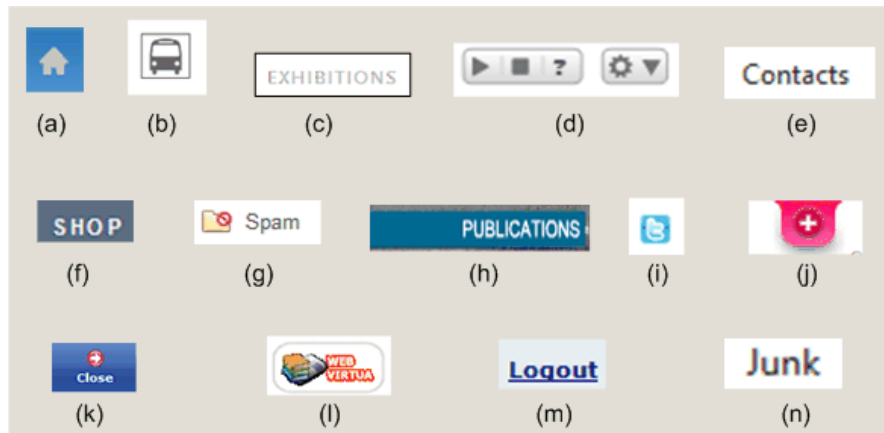 EXHIBITIONS
?
Contacts
(a)
(b)
(c)
(d)
(e)
SHOP
Spam
PUBLICATIONS
(f)
(g)
(h)
(i)
(j)
Close
WEB
VIRTUA
Logout
Junk
(k)
(l)
(m)
(n)